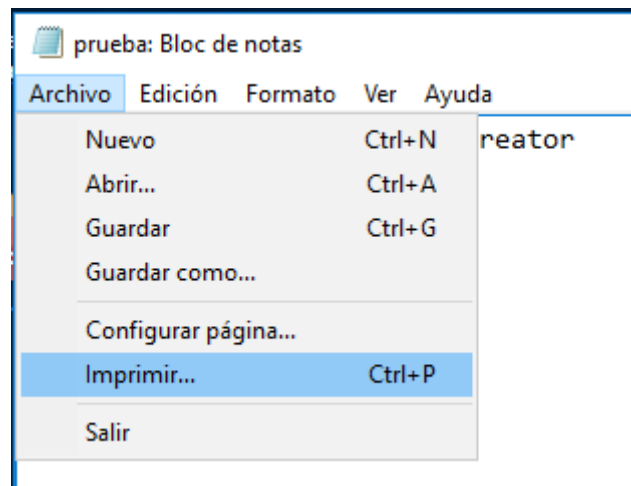 prueba: Bloc de notas
Archivo Edición Formato Ver Ayuda
Nuevo Ctrl+N reator
Abrir... Ctrl+A
Guardar Ctrl+G
Guardar como...
Configurar página...
Imprimir... Ctrl+P
Salir